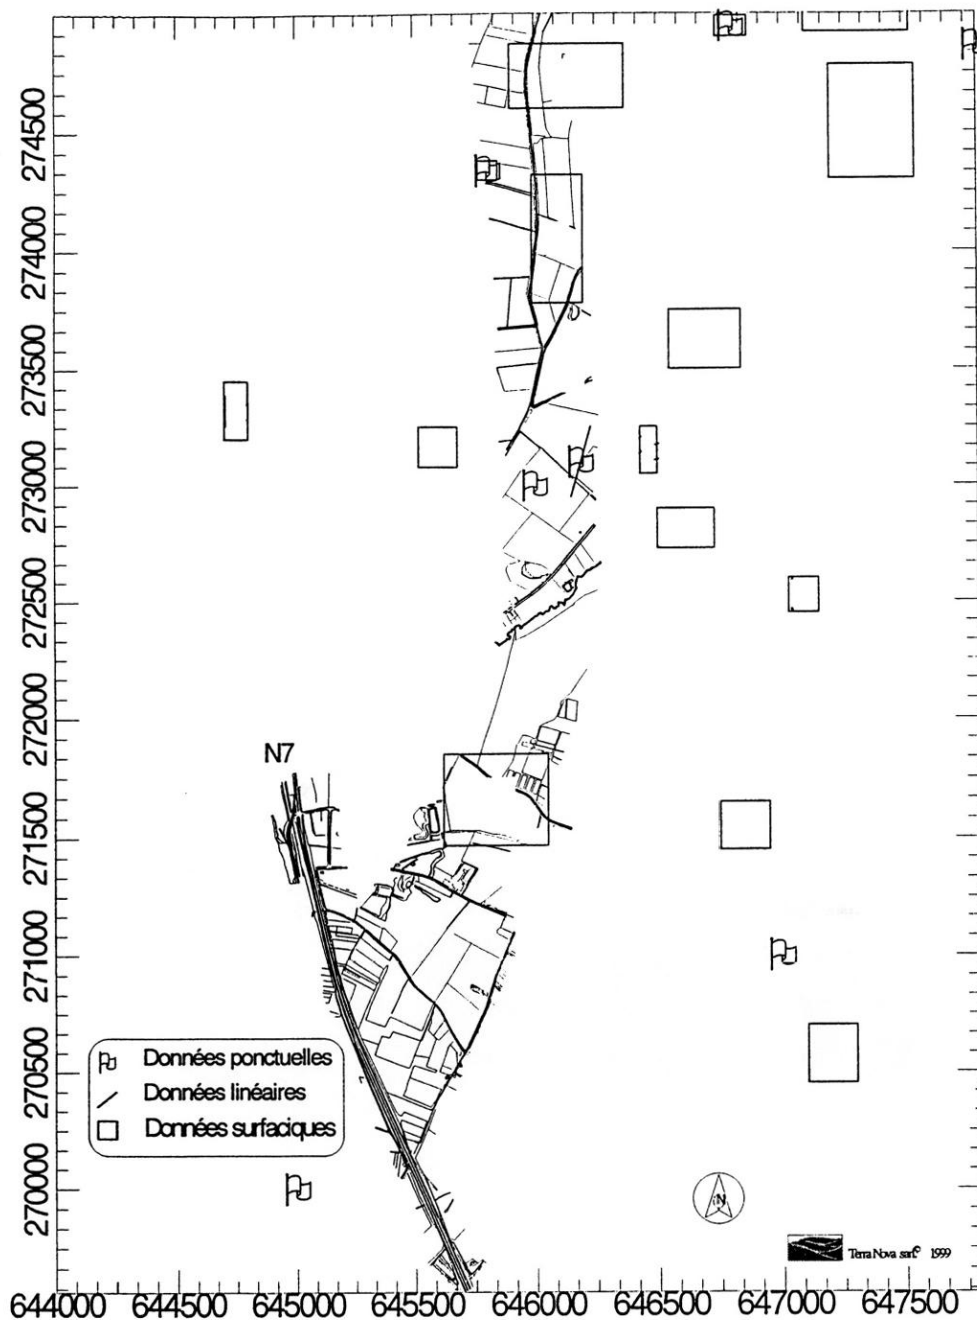 274500
274000
273500
273000
272500
272000
N7
271500
271000
270500
Données ponctuelles
Données linéaires
Données surfaciques
270000
N
Terra Nova sarl© 1999
644000 644500 645000 645500 646000 646500 647000 647500